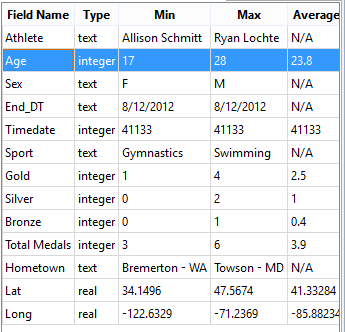 Field Name Type Min Max Average
Athlete text Allison Schmitt Ryan Lochte N/A
Age integer 17 28 23.8
Sex text F M N/A
End_DT text 8/12/2012 8/12/2012 N/A
Timedate integer 41133 41133 41133
Sport text Gymnastics Swimming N/A
Gold integer 1 4 2.5
Silver integer 0 2 1
Bronze integer 0 1 0.4
Total Medals integer 3 6 3.9
Hometown text Bremerton - WA Towson - MD N/A
Lat real 34.1496 47.5674 41.33284
Long real -122.6329 -71.2369 -85.88234